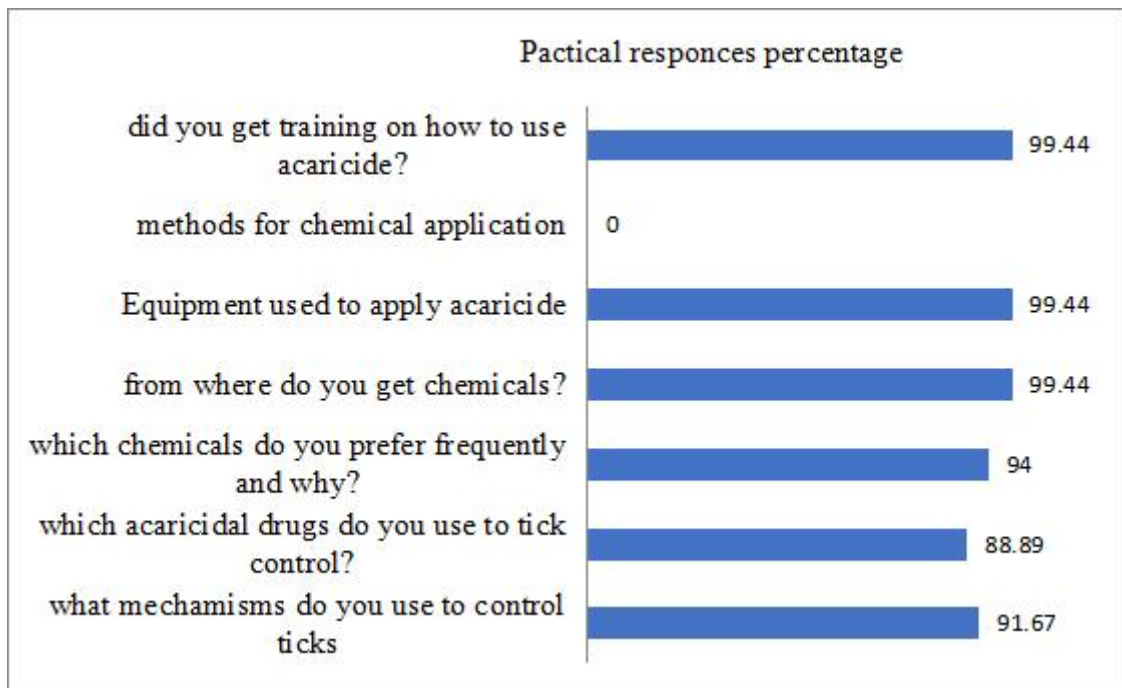 Pactical responces percentage
did you get training on how to use
acaricide?
99.44
methods for chemical application
0
Equipment used to apply acaricide
99.44
from where do you get chemicals?
99.44
which chemicals do you prefer frequently
and why?
94
which acaricidal drugs do you use to tick
control?
88.89
what mechamisms do you use to control
ticks
91.67